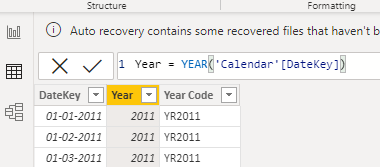 Structure Formatting
Auto recovery contains some recovered files that haven't b
1 Year = YEAR('Calendar'[DateKey])
DateKey Year Year Code
01-01-2011 2011 YR2011
01-02-2011 2011 YR2011
01-03-2011 2011 YR2011